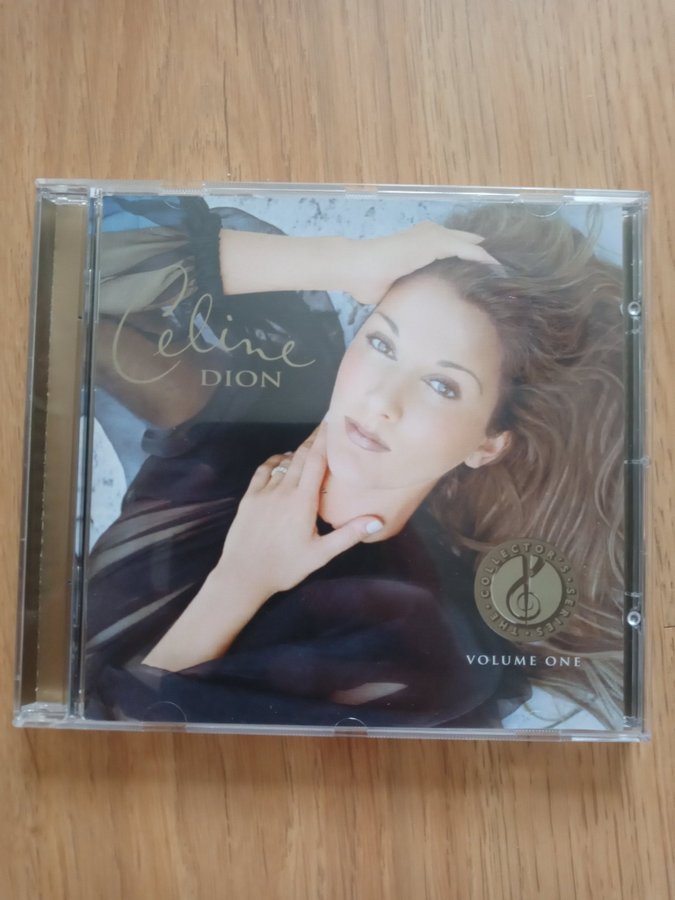 Celine
DION
THE • COLLECTOR'S • SERIES •
VOLUME ONE